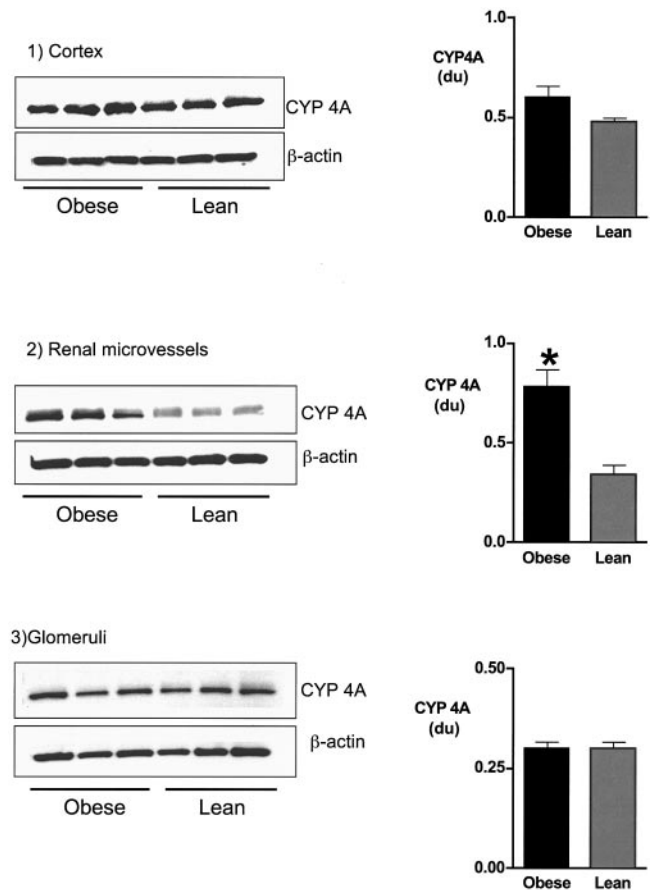 1) Cortex
CYP 4A
β-actin
Obese Lean
CYP4A
(du)
1.0
0.5
0.0
Obese Lean
2) Renal microvessels
CYP 4A
β-actin
Obese Lean
CYP 4A
(du)
1.0
*
0.5
0.0
Obese Lean
3)Glomeruli
CYP 4A
β-actin
Obese Lean
CYP 4A
(du)
0.50
0.25
0.00
Obese Lean